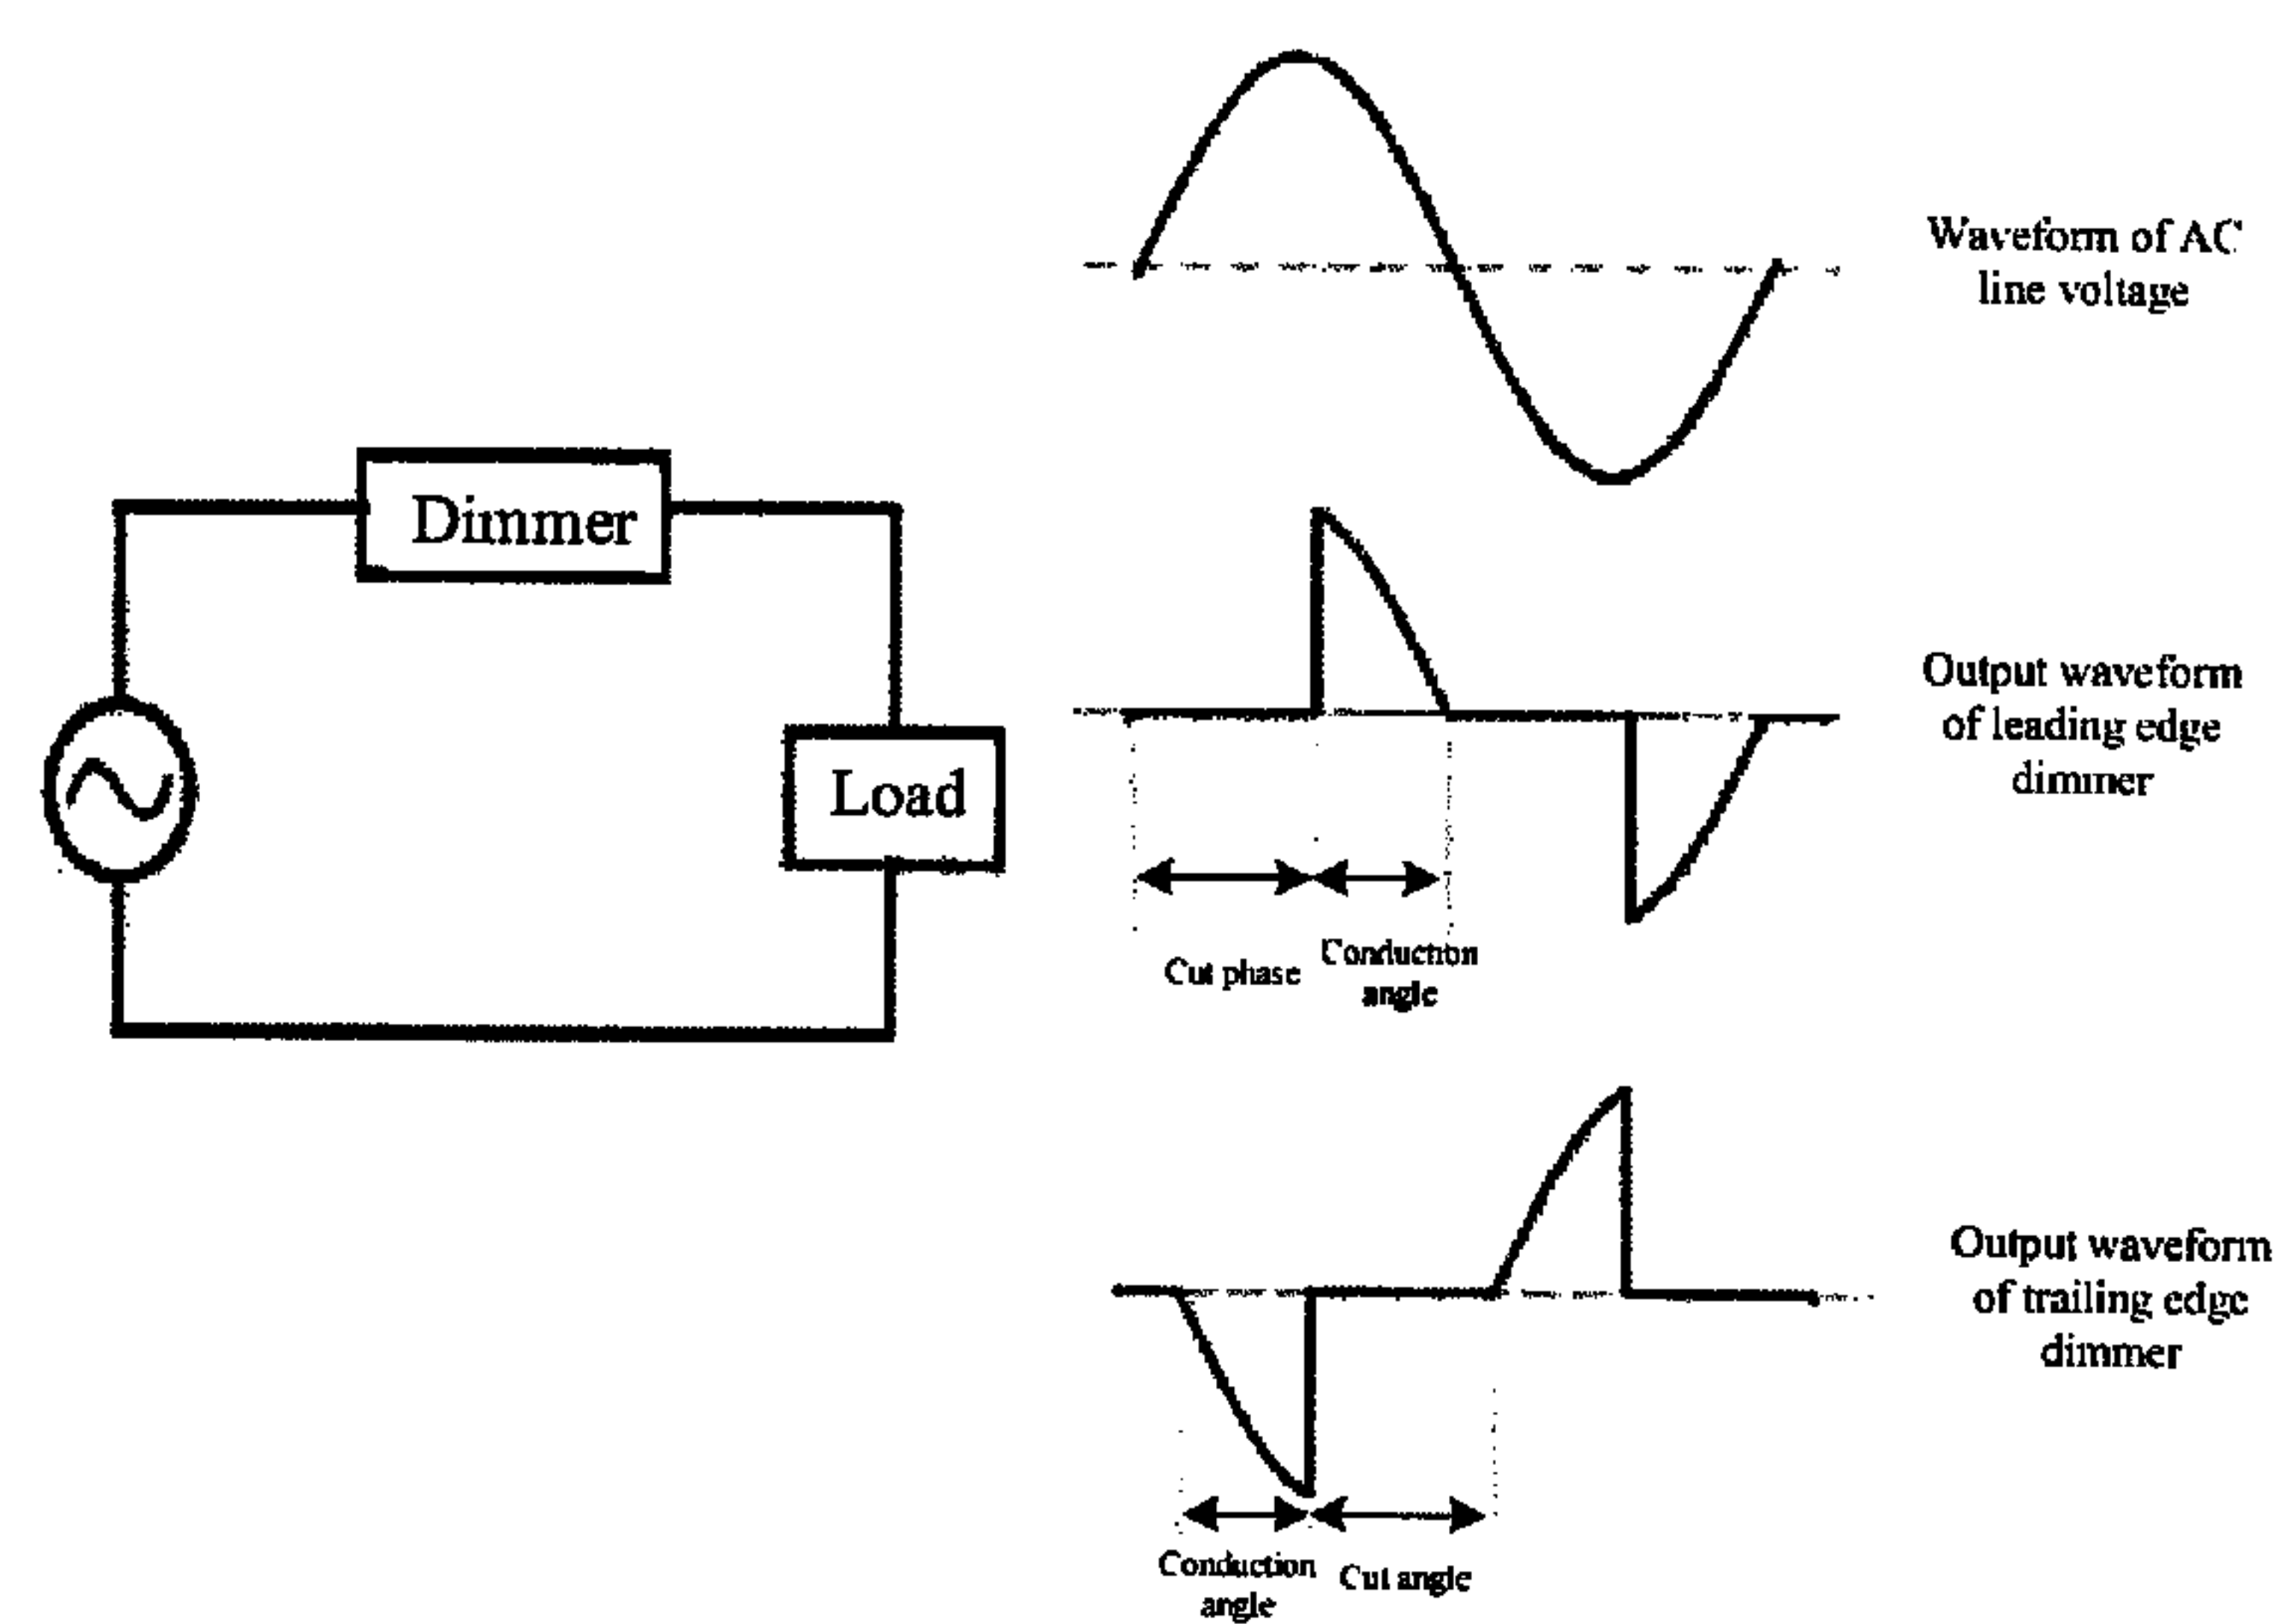 Waveform of AC
line voltage
Dimmer
Load
Output waveform
of leading edge
dimmer
Cut phase
Conduction
angle
Output waveform
of trailing edge
dimmer
Conduction
angle
Cut angle